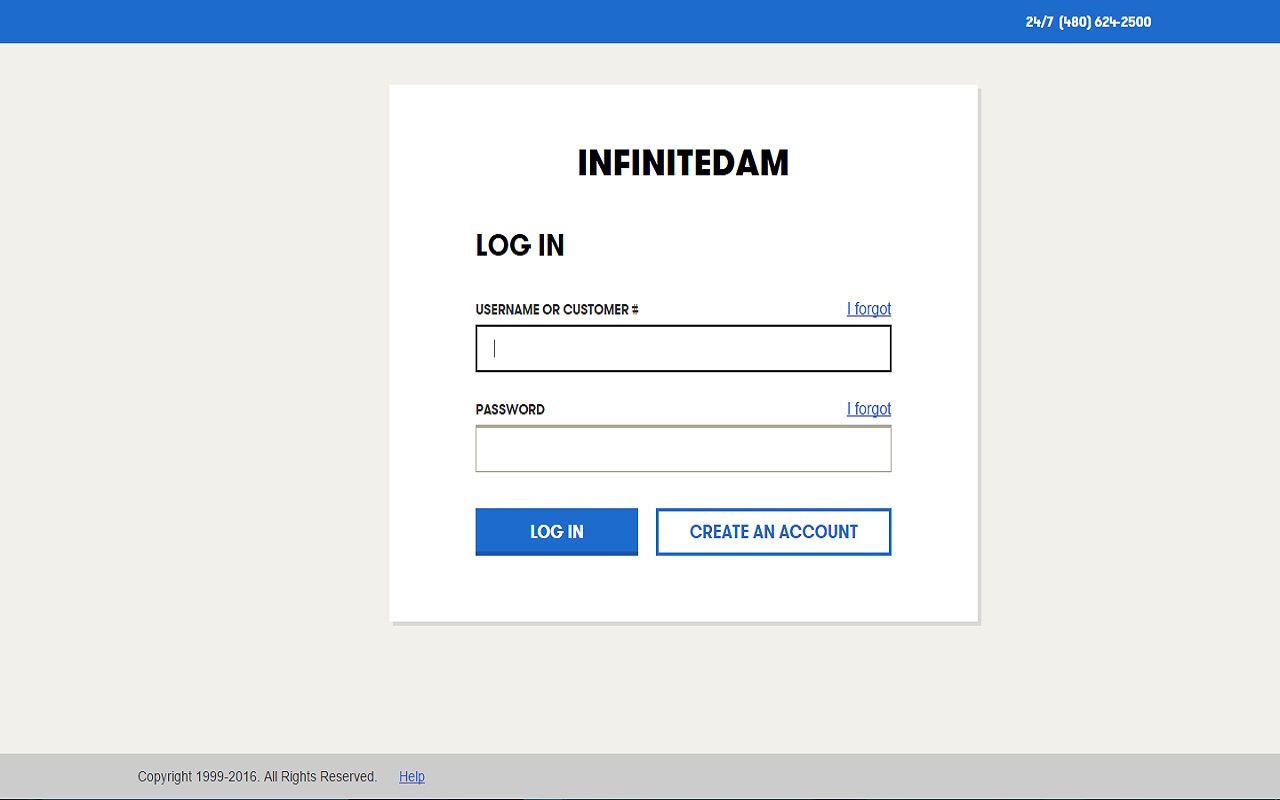 24/7 (480) 624-2500
INFINITEDAM
LOG IN
USERNAME OR CUSTOMER # I forgot
PASSWORD I forgot
LOG IN CREATE AN ACCOUNT
Copyright 1999-2016. All Rights Reserved. Help